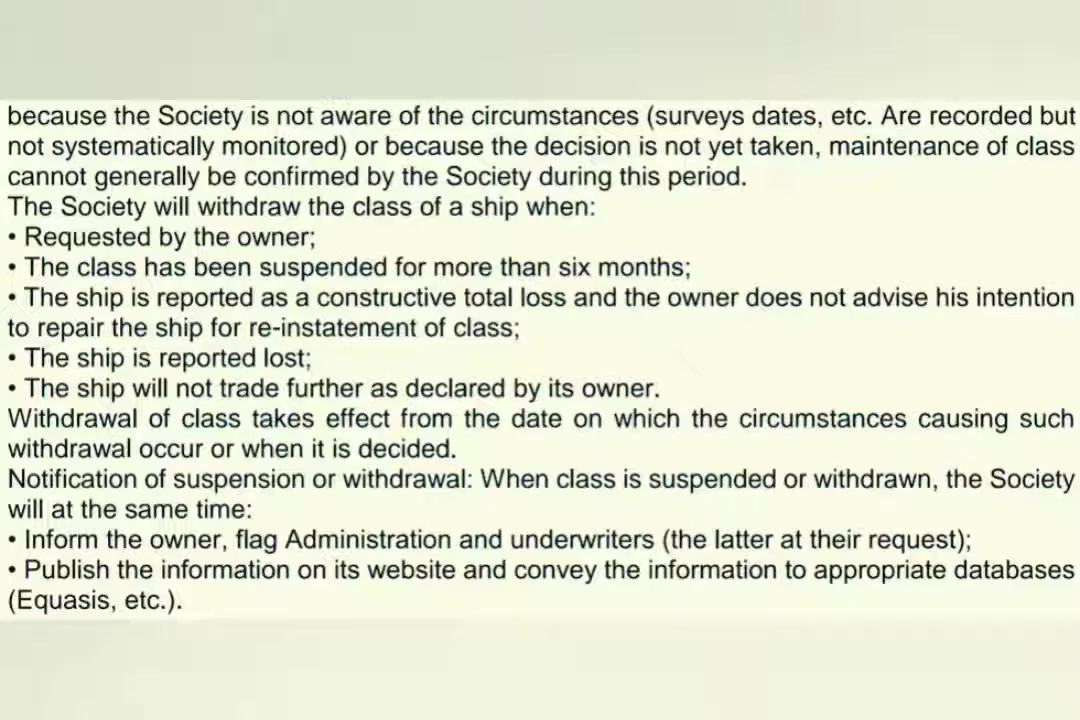 because the Society is not aware of the circumstances (surveys dates, etc. Are recorded but
not systematically monitored) or because the decision is not yet taken, maintenance of class
cannot generally be confirmed by the Society during this period.
The Society will withdraw the class of a ship when:
• Requested by the owner;
• The class has been suspended for more than six months;
• The ship is reported as a constructive total loss and the owner does not advise his intention
to repair the ship for re-instatement of class;
• The ship is reported lost;
• The ship will not trade further as declared by its owner.
Withdrawal of class takes effect from the date on which the circumstances causing such
withdrawal occur or when it is decided.
Notification of suspension or withdrawal: When class is suspended or withdrawn, the Society
will at the same time:
• Inform the owner, flag Administration and underwriters (the latter at their request);
• Publish the information on its website and convey the information to appropriate databases
(Equasis, etc.).